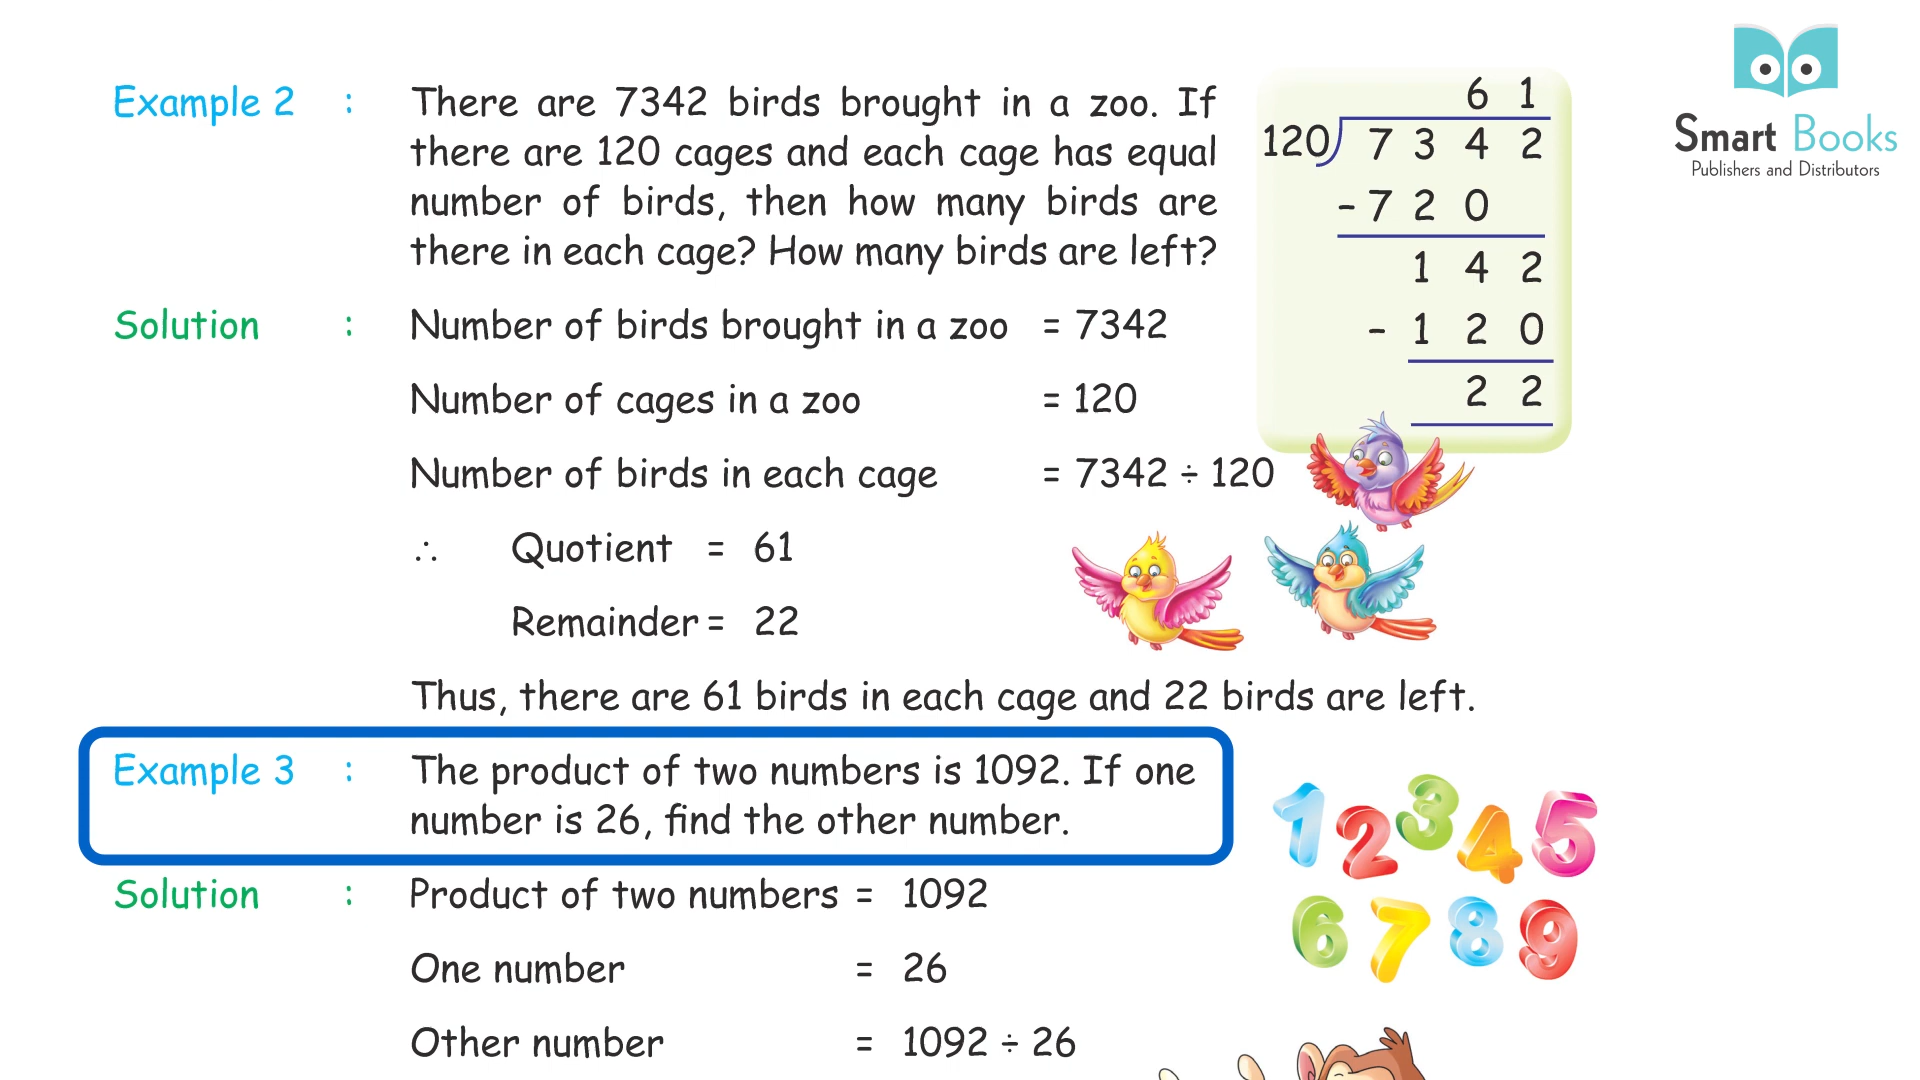 Smart Books
Publishers and Distributors
Example 2 : There are 7342 birds brought in a zoo. If
there are 120 cages and each cage has equal
number of birds, then how many birds are
there in each cage? How many birds are left?
6 1
120 7 3 4 2
- 7 2 0
1 4 2
- 1 2 0
2 2
Solution : Number of birds brought in a zoo = 7342
Number of cages in a zoo = 120
Number of birds in each cage = 7342 ÷ 120
∴ Quotient = 61
Remainder = 22
Thus, there are 61 birds in each cage and 22 birds are left.
Example 3 : The product of two numbers is 1092. If one
number is 26, find the other number.
1 2 3 4 5
6 7 8 9
Solution : Product of two numbers = 1092
One number = 26
Other number = 1092 ÷ 26